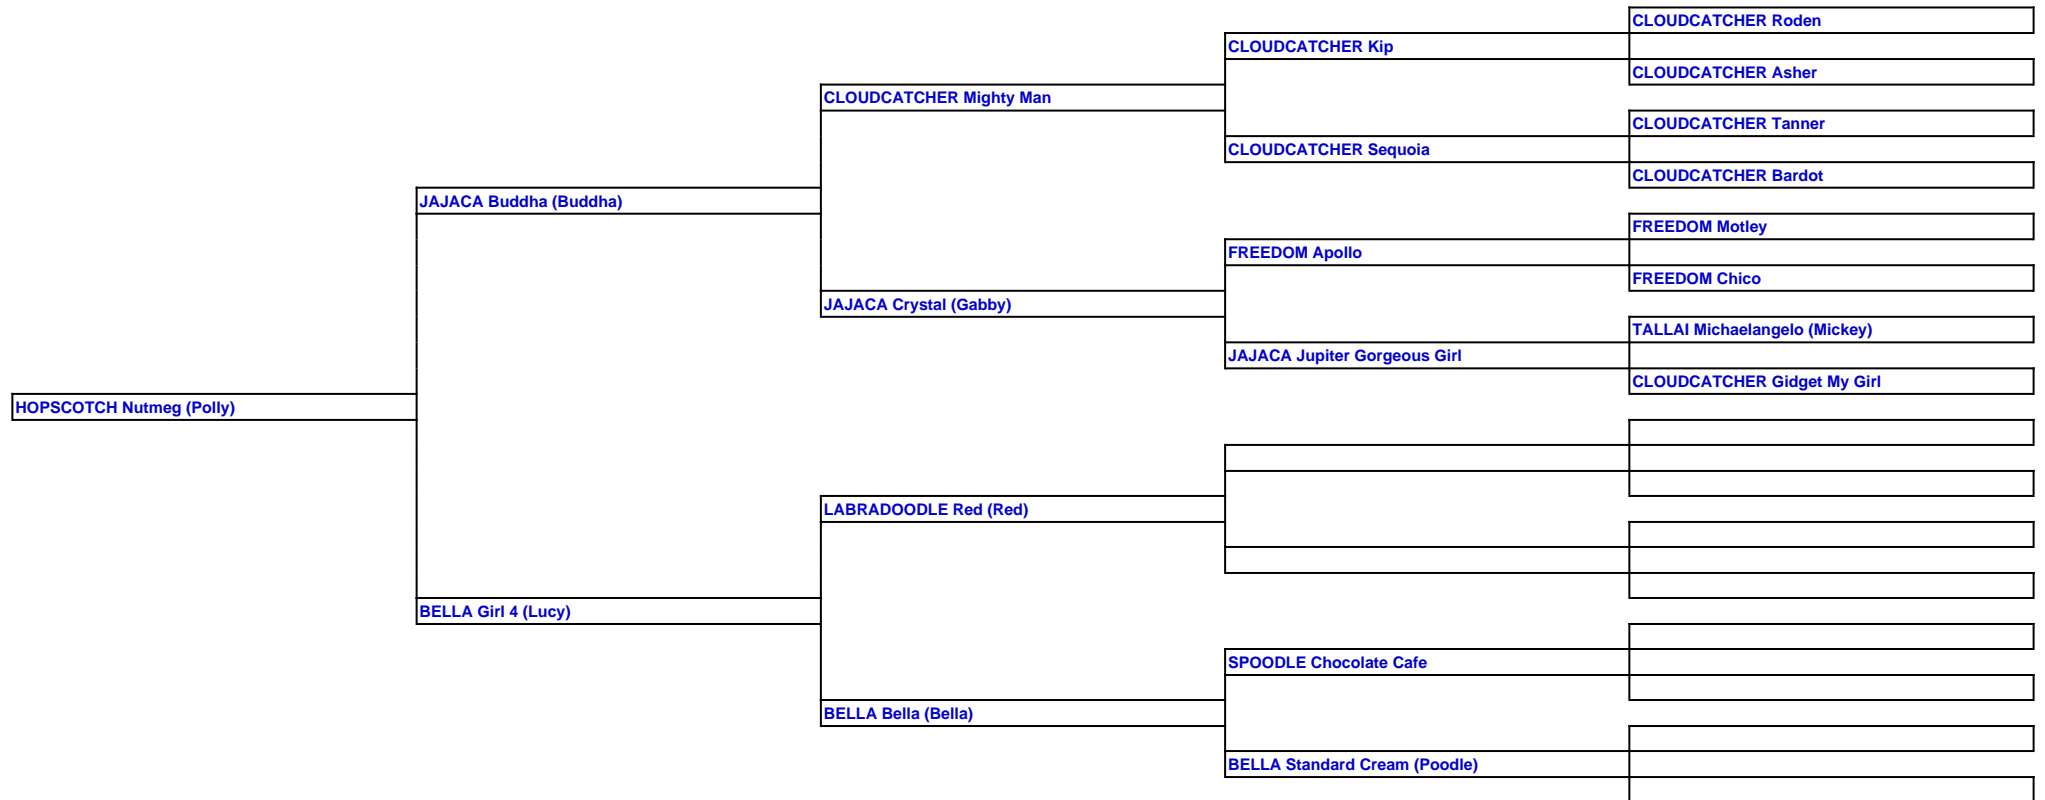 CLOUDCATCHER Roden
CLOUDCATCHER Kip
CLOUDCATCHER Asher
CLOUDCATCHER Mighty Man
CLOUDCATCHER Tanner
CLOUDCATCHER Sequoia
CLOUDCATCHER Bardot
JAJACA Buddha (Buddha)
FREEDOM Motley
FREEDOM Apollo
FREEDOM Chico
JAJACA Crystal (Gabby)
TALLAI Michaelangelo (Mickey)
JAJACA Jupiter Gorgeous Girl
CLOUDCATCHER Gidget My Girl
HOPSCOTCH Nutmeg (Polly)
LABRADOODLE Red (Red)
BELLA Girl 4 (Lucy)
SPOODLE Chocolate Cafe
BELLA Bella (Bella)
BELLA Standard Cream (Poodle)